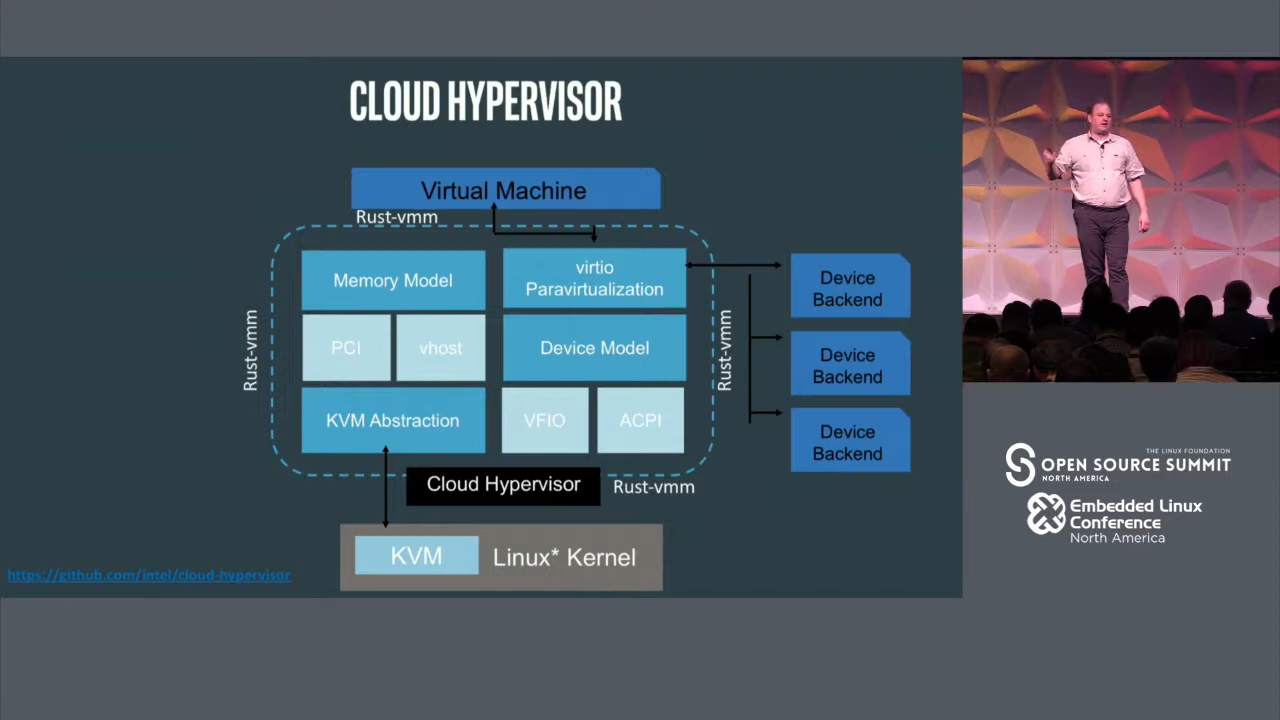 CLOUD HYPERVISOR
Virtual Machine
Rust-vmm
Memory Model
virtio
Paravirtualization
Device
Backend
Rust-vmm
PCI
vhost
Device Model
Rust-vmm
Device
Backend
KVM Abstraction
VFIO
ACPI
Device
Backend
Cloud Hypervisor
Rust-vmm
KVM
Linux* Kernel
https://github.com/intel/cloud-hypervisor
THE LINUX FOUNDATION
OPEN SOURCE SUMMIT
NORTH AMERICA
Embedded Linux
Conference
North America